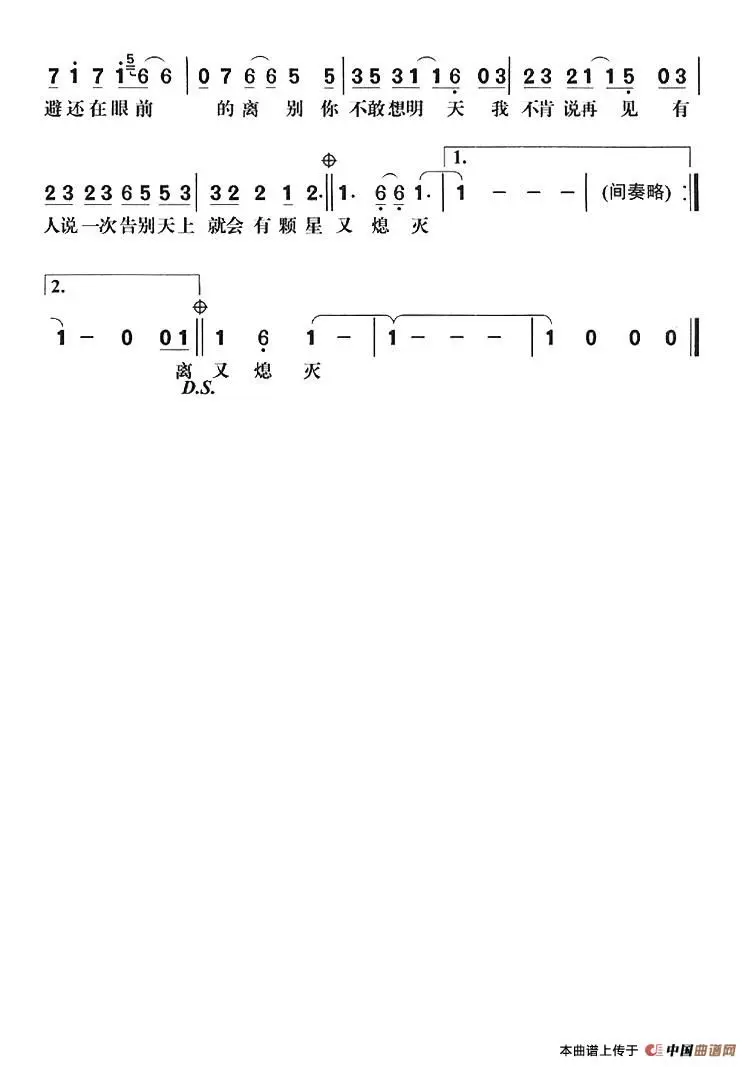 5
7 1 7 1 6 6 | 0 7 6 6 5 5 | 3 5 3 1 1 6 0 3 | 2 3 2 1 1 5 0 3 |
避还在眼前 的离别你不敢想明天我不肯说再见有
1.
2 3 2 3 6 5 5 3 | 3 2 2 1 2. || 1. 6 6 1. | 1 - - - (间奏略) :||
人说一次告别天上就会有颗星又熄灭
2.
1 - 0 0 1 || 1 6 1 - | 1 - - - | 1 0 0 0 ||
离又熄灭
D.S.
本曲谱上传于 中国曲谱网